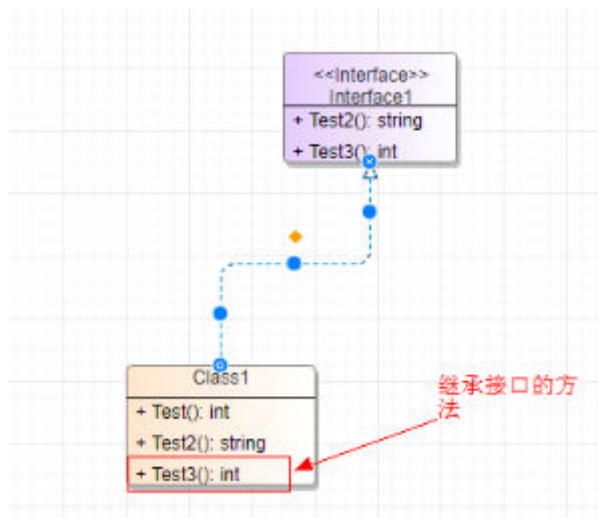 <<Interface>>
Interface1
+ Test2(): string
+ Test3(): int
Class1
+ Test(): int
+ Test2(): string
+ Test3(): int
继承接口的方
法